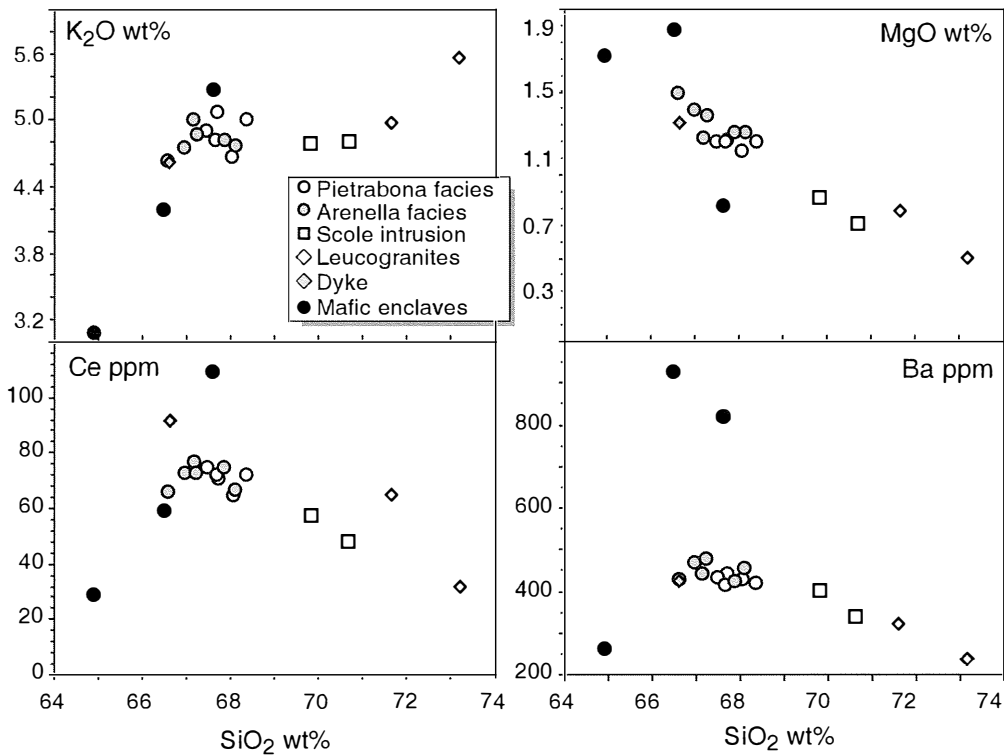 K2O wt%
5.6
5.0
4.4
3.8
3.2
Pietrabona facies
Arenella facies
Scole intrusion
Leucogranites
Dyke
Mafic enclaves
MgO wt%
1.9
1.5
1.1
0.7
0.3
Ce ppm
100
80
60
40
20
0
64 66 68 70 72 74
SiO2 wt%
Ba ppm
800
600
400
200
64 66 68 70 72 74
SiO2 wt%